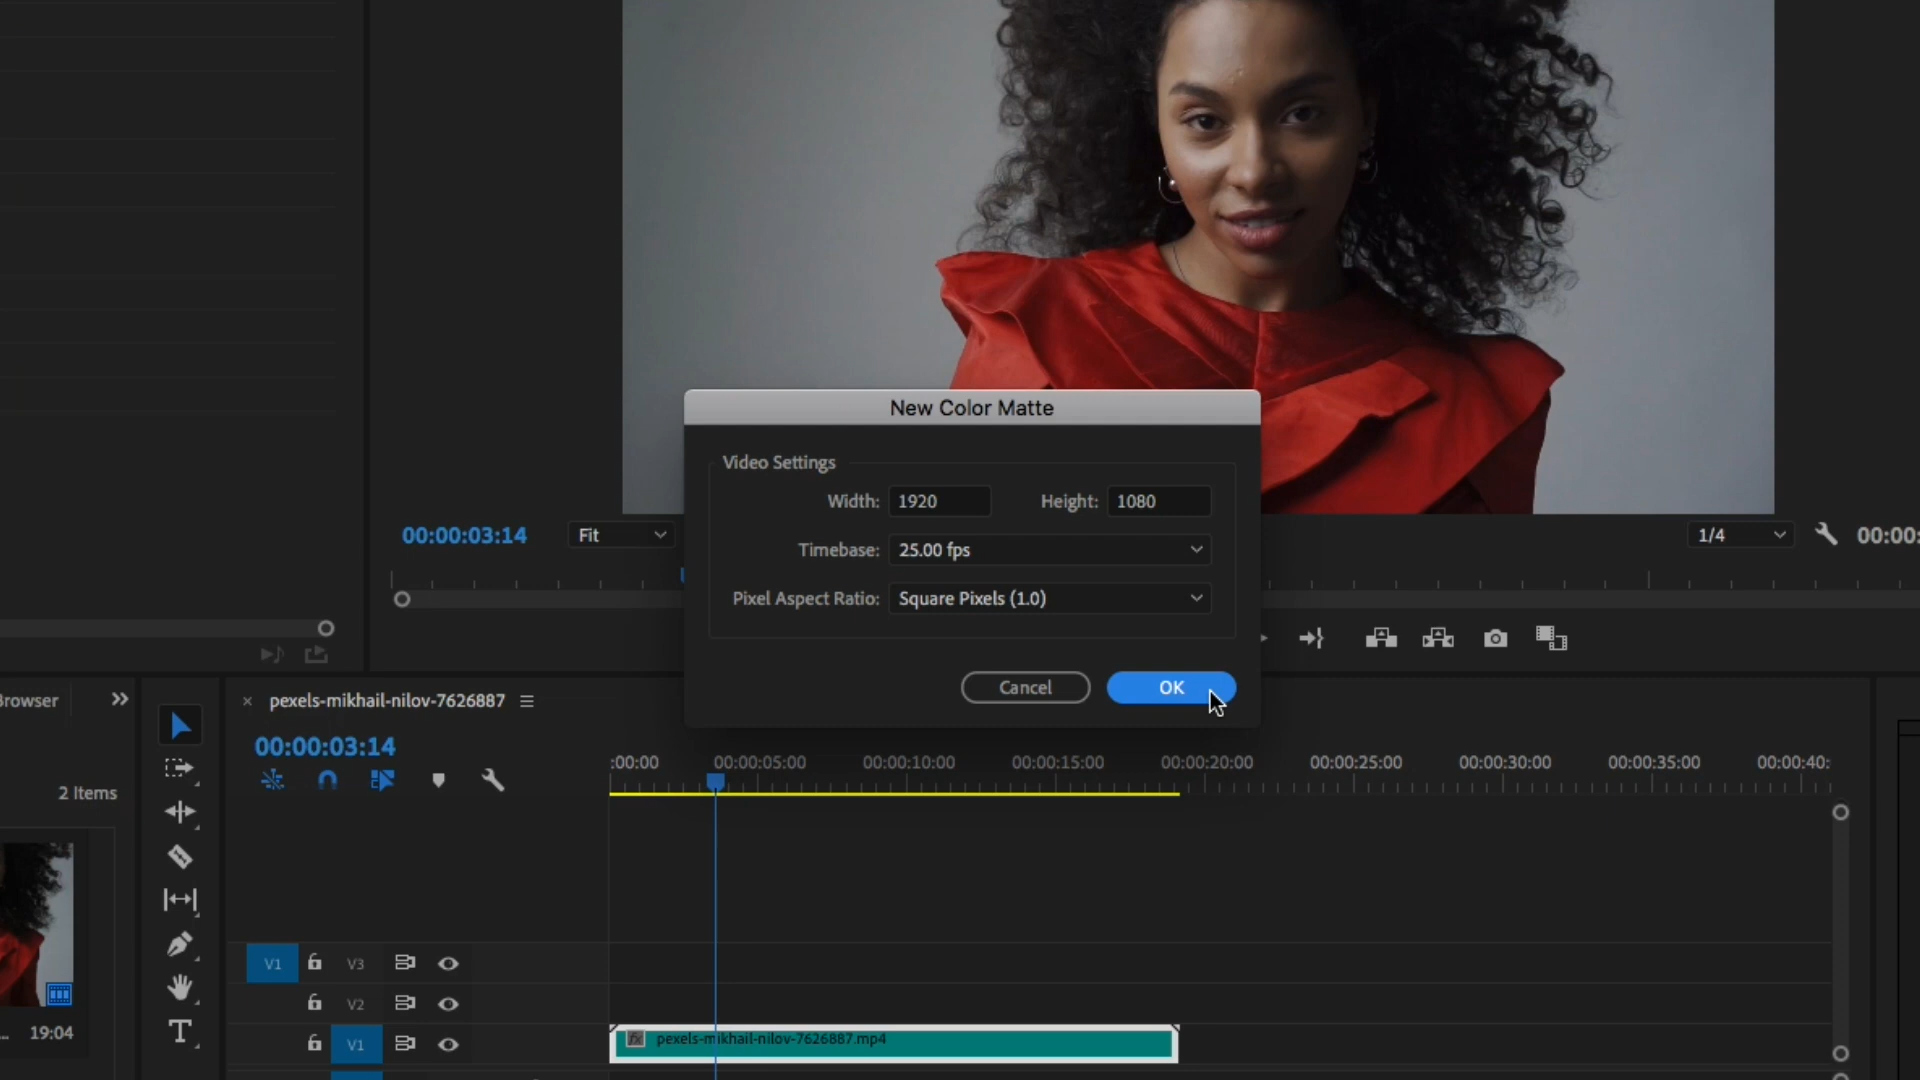 New Color Matte
Video Settings
Width: 1920 Height: 1080
00:00:03:14 Fit
1/4 00:00:
Timebase: 25.00 fps
Pixel Aspect Ratio: Square Pixels (1.0)
Cancel OK
Browser
pexels-mikhail-nilov-7626887
00:00:03:14
:00:00 00:00:05:00 00:00:10:00 00:00:15:00 00:00:20:00 00:00:25:00 00:00:30:00 00:00:35:00 00:00:40:
2 Items
V1 V3
V2
19:04
V1
pexels-mikhail-nilov-7626887.mp4